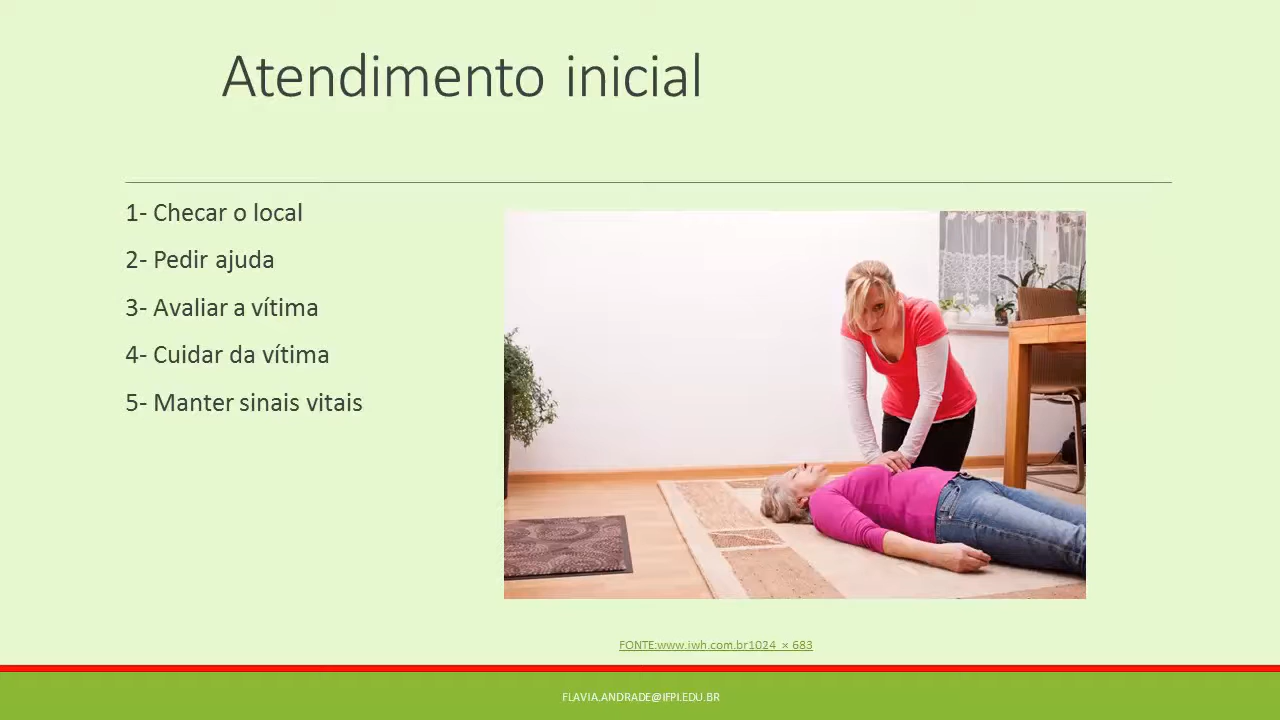 Atendimento inicial
1- Checar o local
2- Pedir ajuda
3- Avaliar a vítima
4- Cuidar da vítima
5- Manter sinais vitais
FONTE:www.iwh.com.br1024 × 683
FLAVIA.ANDRADE@IFPI.EDU.BR